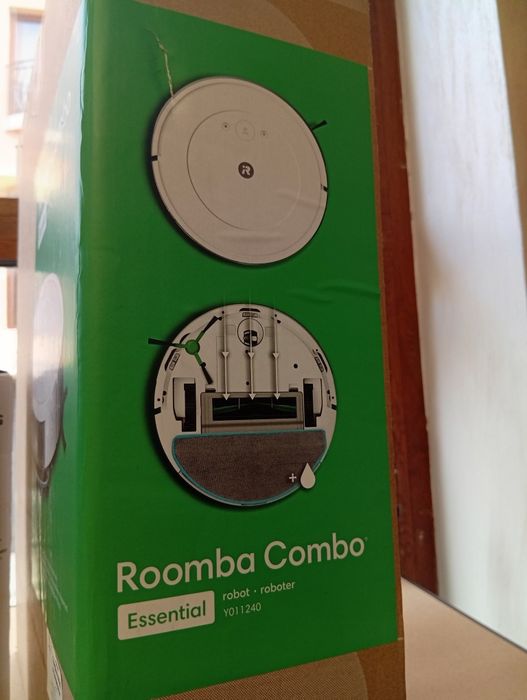 Roomba Combo®
Essential
robot • roboter
Y011240